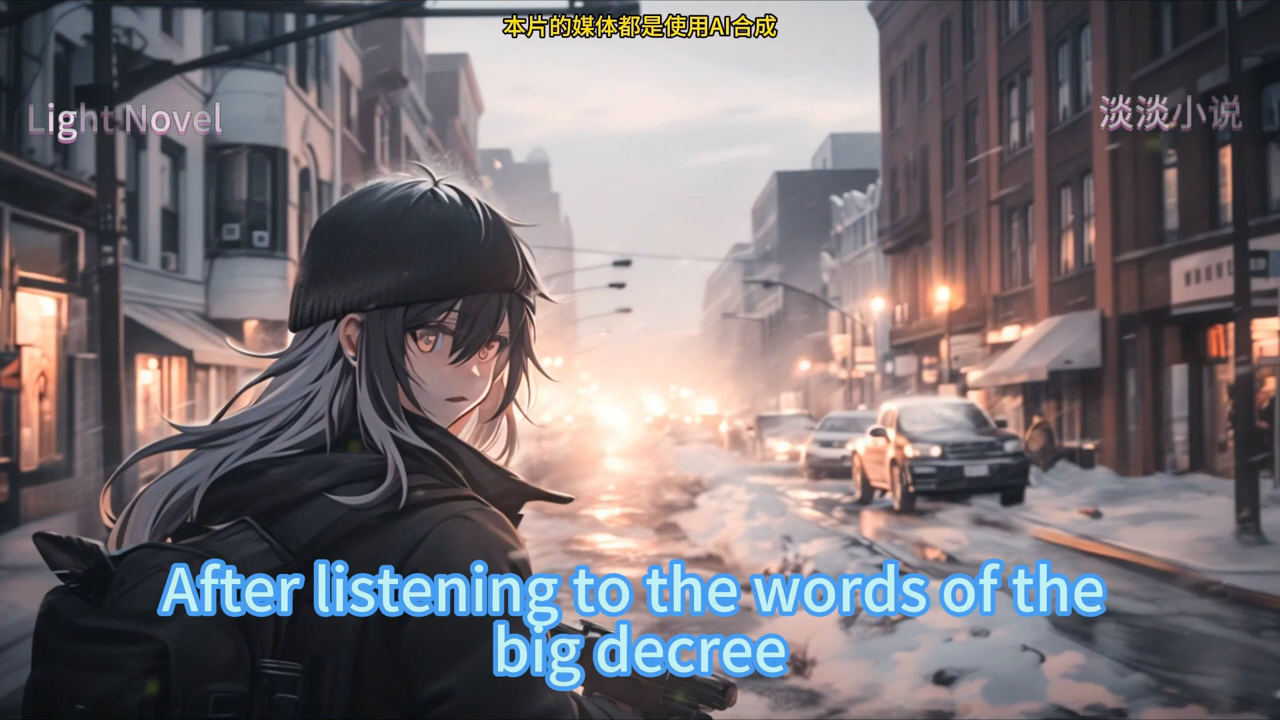 本片的媒体都是使用AI合成
Light Novel
淡淡小说
After listening to the words of the
big decree